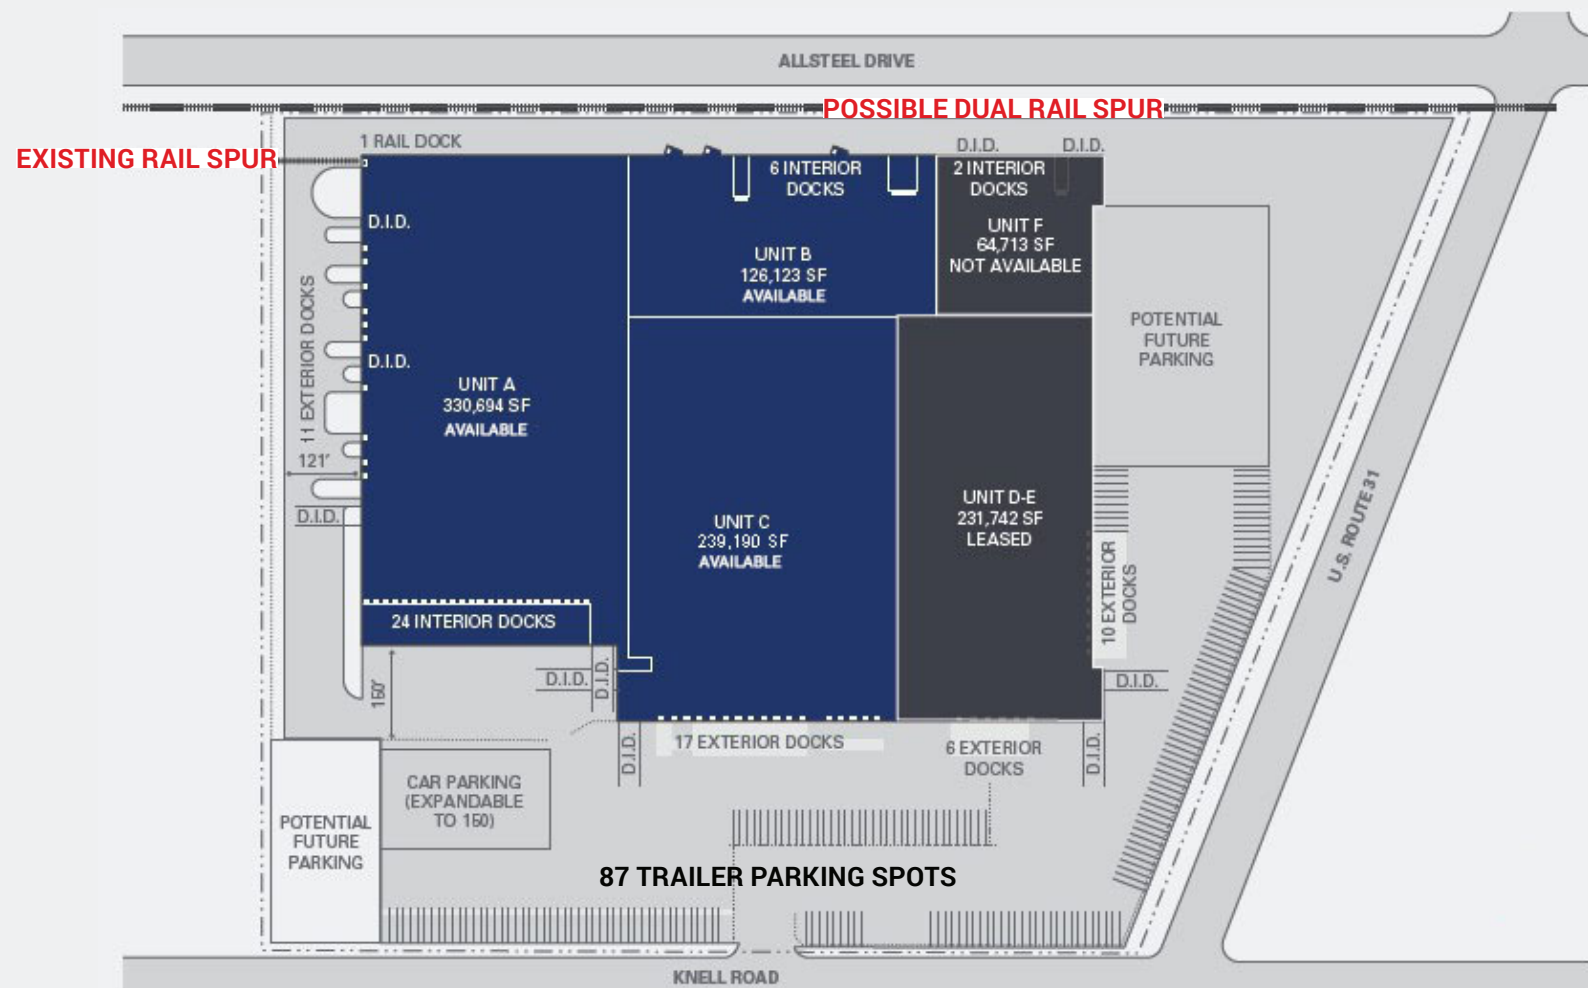 ALLSTEEL DRIVE
POSSIBLE DUAL RAIL SPUR
EXISTING RAIL SPUR
1 RAIL DOCK
D.I.D.
D.I.D.
6 INTERIOR
DOCKS
2 INTERIOR
DOCKS
D.I.D.
UNIT F
64,713 SF
NOT AVAILABLE
UNIT B
126,123 SF
AVAILABLE
11 EXTERIOR DOCKS
POTENTIAL
FUTURE
PARKING
D.I.D.
UNIT A
330,694 SF
AVAILABLE
121'
D.I.D.
UNIT C
239,190 SF
AVAILABLE
UNIT D-E
231,742 SF
LEASED
U.S. ROUTE 31
10 EXTERIOR
DOCKS
24 INTERIOR DOCKS
150'
D.I.D.
D.I.D.
D.I.D.
D.I.D.
17 EXTERIOR DOCKS
6 EXTERIOR
DOCKS
D.I.D.
CAR PARKING
(EXPANDABLE
TO 150)
POTENTIAL
FUTURE
PARKING
87 TRAILER PARKING SPOTS
KNELL ROAD